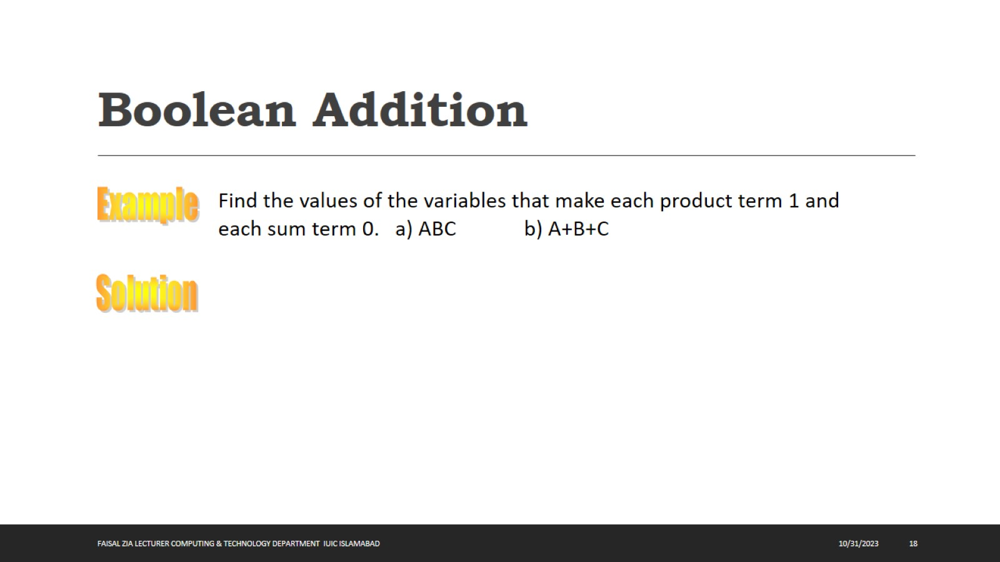 Boolean Addition
Example
Find the values of the variables that make each product term 1 and
each sum term 0. a) ABC b) A+B+C
Solution
FAISAL ZIA LECTURER COMPUTING & TECHNOLOGY DEPARTMENT IUIC ISLAMABAD
10/31/2023
18